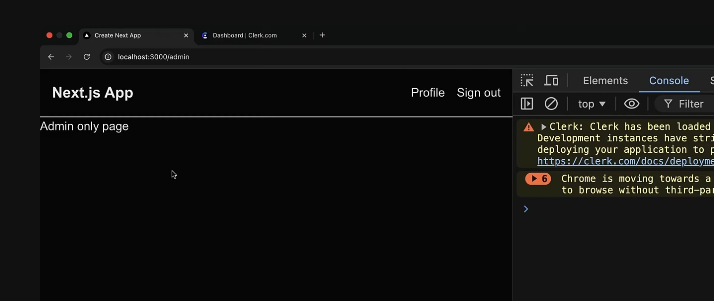 Create Next App
Dashboard | Clerk.com
localhost:3000/admin
Next.js App
Profile
Sign out
Admin only page
Elements
Console
top
Filter
Clerk: Clerk has been loaded
Development instances have stri
deploying your application to p
https://clerk.com/docs/deployme
6
Chrome is moving towards a
to browse without third-par